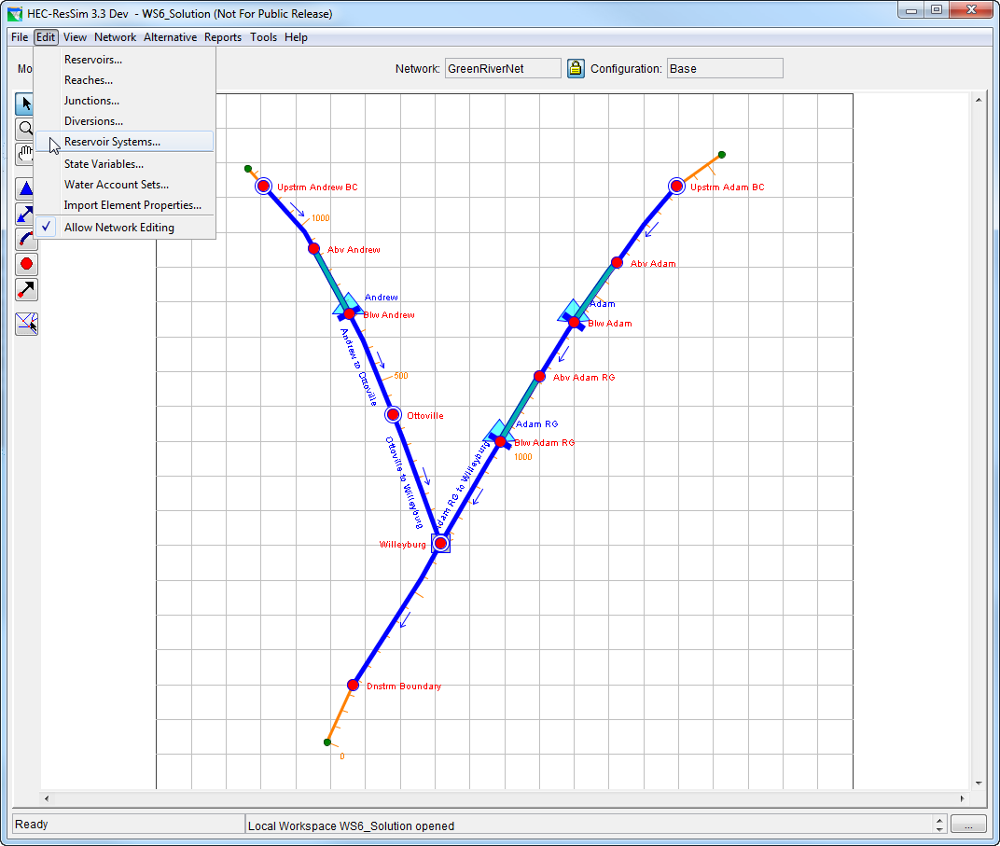 HEC-ResSim 3.3 Dev - WS6_Solution (Not For Public Release)
File Edit View Network Alternative Reports Tools Help
Mo
Network: GreenRiverNet Configuration: Base
Reservoirs...
Reaches...
Junctions...
Diversions...
Reservoir Systems...
State Variables...
Water Account Sets...
Import Element Properties...
Allow Network Editing
Upstrm Andrew BC
Upstrm Adam BC
1000
Abv Andrew
Abv Adam
Andrew
Adam
Blw Andrew
Blw Adam
Andrew to Ottoville
500
Abv Adam RG
Ottoville
Adam RG
Blw Adam RG
1000
Ottoville to Willeyburg
Adam RG to Willeyburg
Willeyburg
Dnstrm Boundary
0
Ready
Local Workspace WS6_Solution opened
...